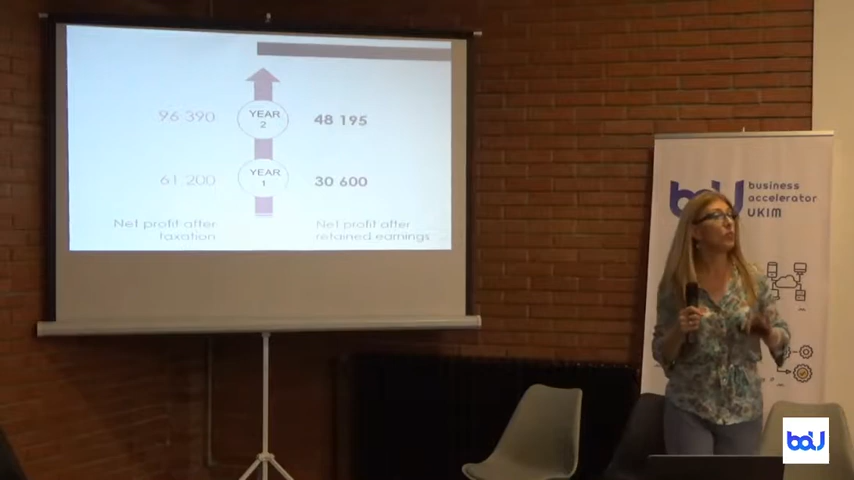 96 390
YEAR
2
48 195
61 200
YEAR
1
30 600
Net profit after
taxation
Net profit after
retained earnings
business
accelerator
UKIM